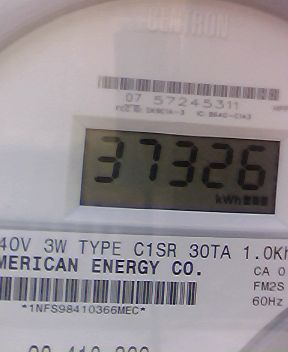 CENTRON
07 57245311
37326
kWh
40V 3W TYPE C1SR 30TA 1.0Kh
MERICAN ENERGY CO.
CA 0
FM2S
60Hz
*1NFS98410366MEC*